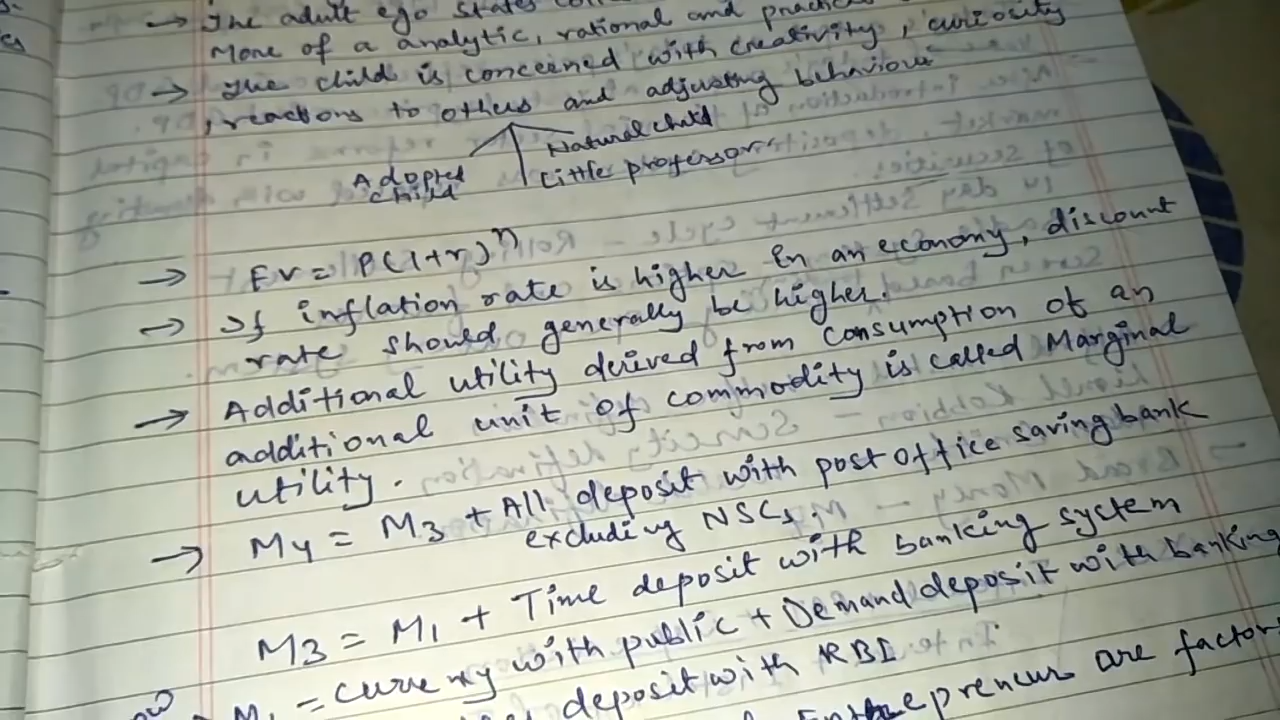 → The adult ego states
More of a analytic, rational and
→ The child is concerned with creativity, curiosity
, reactions to others and adjusting behaviour
Natural child
Adopted child
Little professor
→ FV = P(1+r)^n
→ If inflation rate is higher in an economy, discount
rate should generally be higher.
→ Additional utility derived from consumption of an
additional unit of commodity is called Marginal
utility.
→ M4 = M3 + All deposit with post office saving bank
excluding NSCs.
M3 = M1 + Time deposit with banking system
M1 = currency with public + Demand deposit with banking
deposit with RBI
Entrepreneur are factor